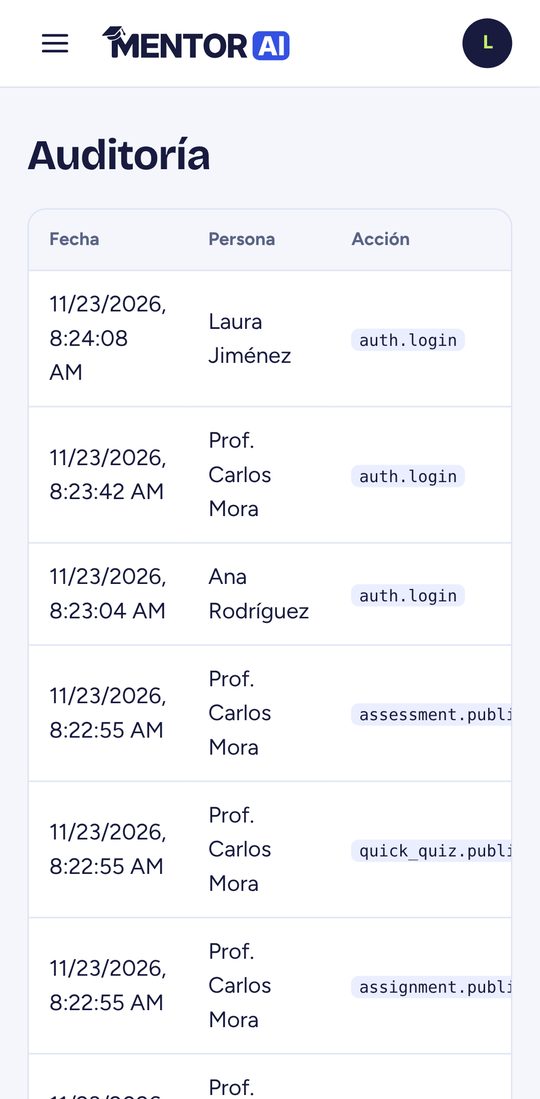 MENTOR AI
L
Auditoría
Fecha Persona Acción
11/23/2026,
8:24:08
AM
Laura
Jiménez
auth.login
11/23/2026,
8:23:42 AM
Prof.
Carlos
Mora
auth.login
11/23/2026,
8:23:04 AM
Ana
Rodríguez
auth.login
11/23/2026,
8:22:55 AM
Prof.
Carlos
Mora
assessment.publi
11/23/2026,
8:22:55 AM
Prof.
Carlos
Mora
quick_quiz.publi
11/23/2026,
8:22:55 AM
Prof.
Carlos
Mora
assignment.publi
Prof.